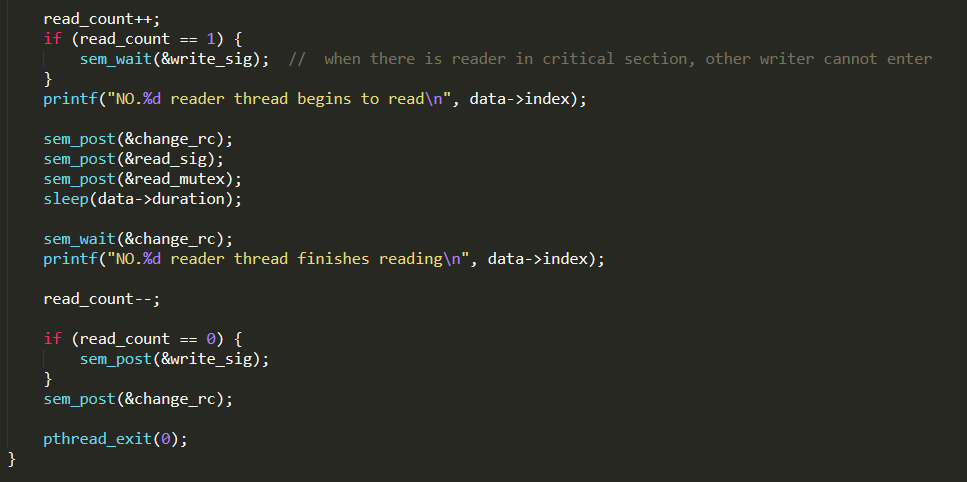 read_count++;
if (read_count == 1) {
sem_wait(&write_sig);  //  when there is reader in critical section, other writer cannot enter
}
printf("NO.%d reader thread begins to read\n", data->index);
sem_post(&change_rc);
sem_post(&read_sig);
sem_post(&read_mutex);
sleep(data->duration);
sem_wait(&change_rc);
printf("NO.%d reader thread finishes reading\n", data->index);
read_count--;
if (read_count == 0) {
sem_post(&write_sig);
}
sem_post(&change_rc);
pthread_exit(0);
}